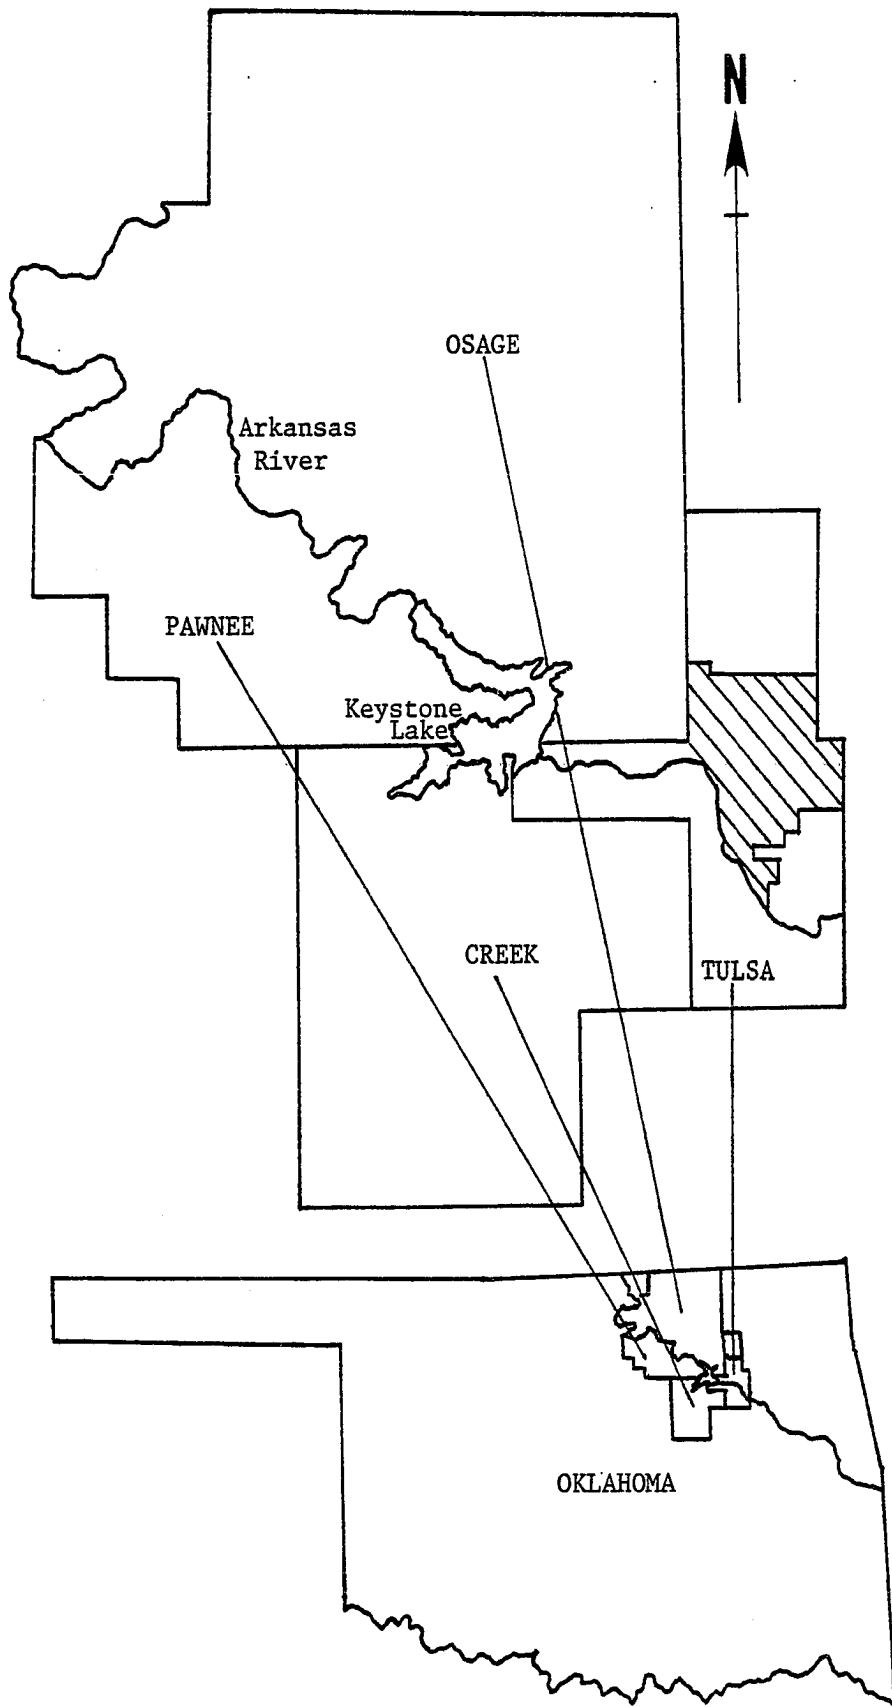 N
OSAGE
Arkansas
River
PAWNEE
Keystone
Lake
CREEK
TULSA
OKLAHOMA